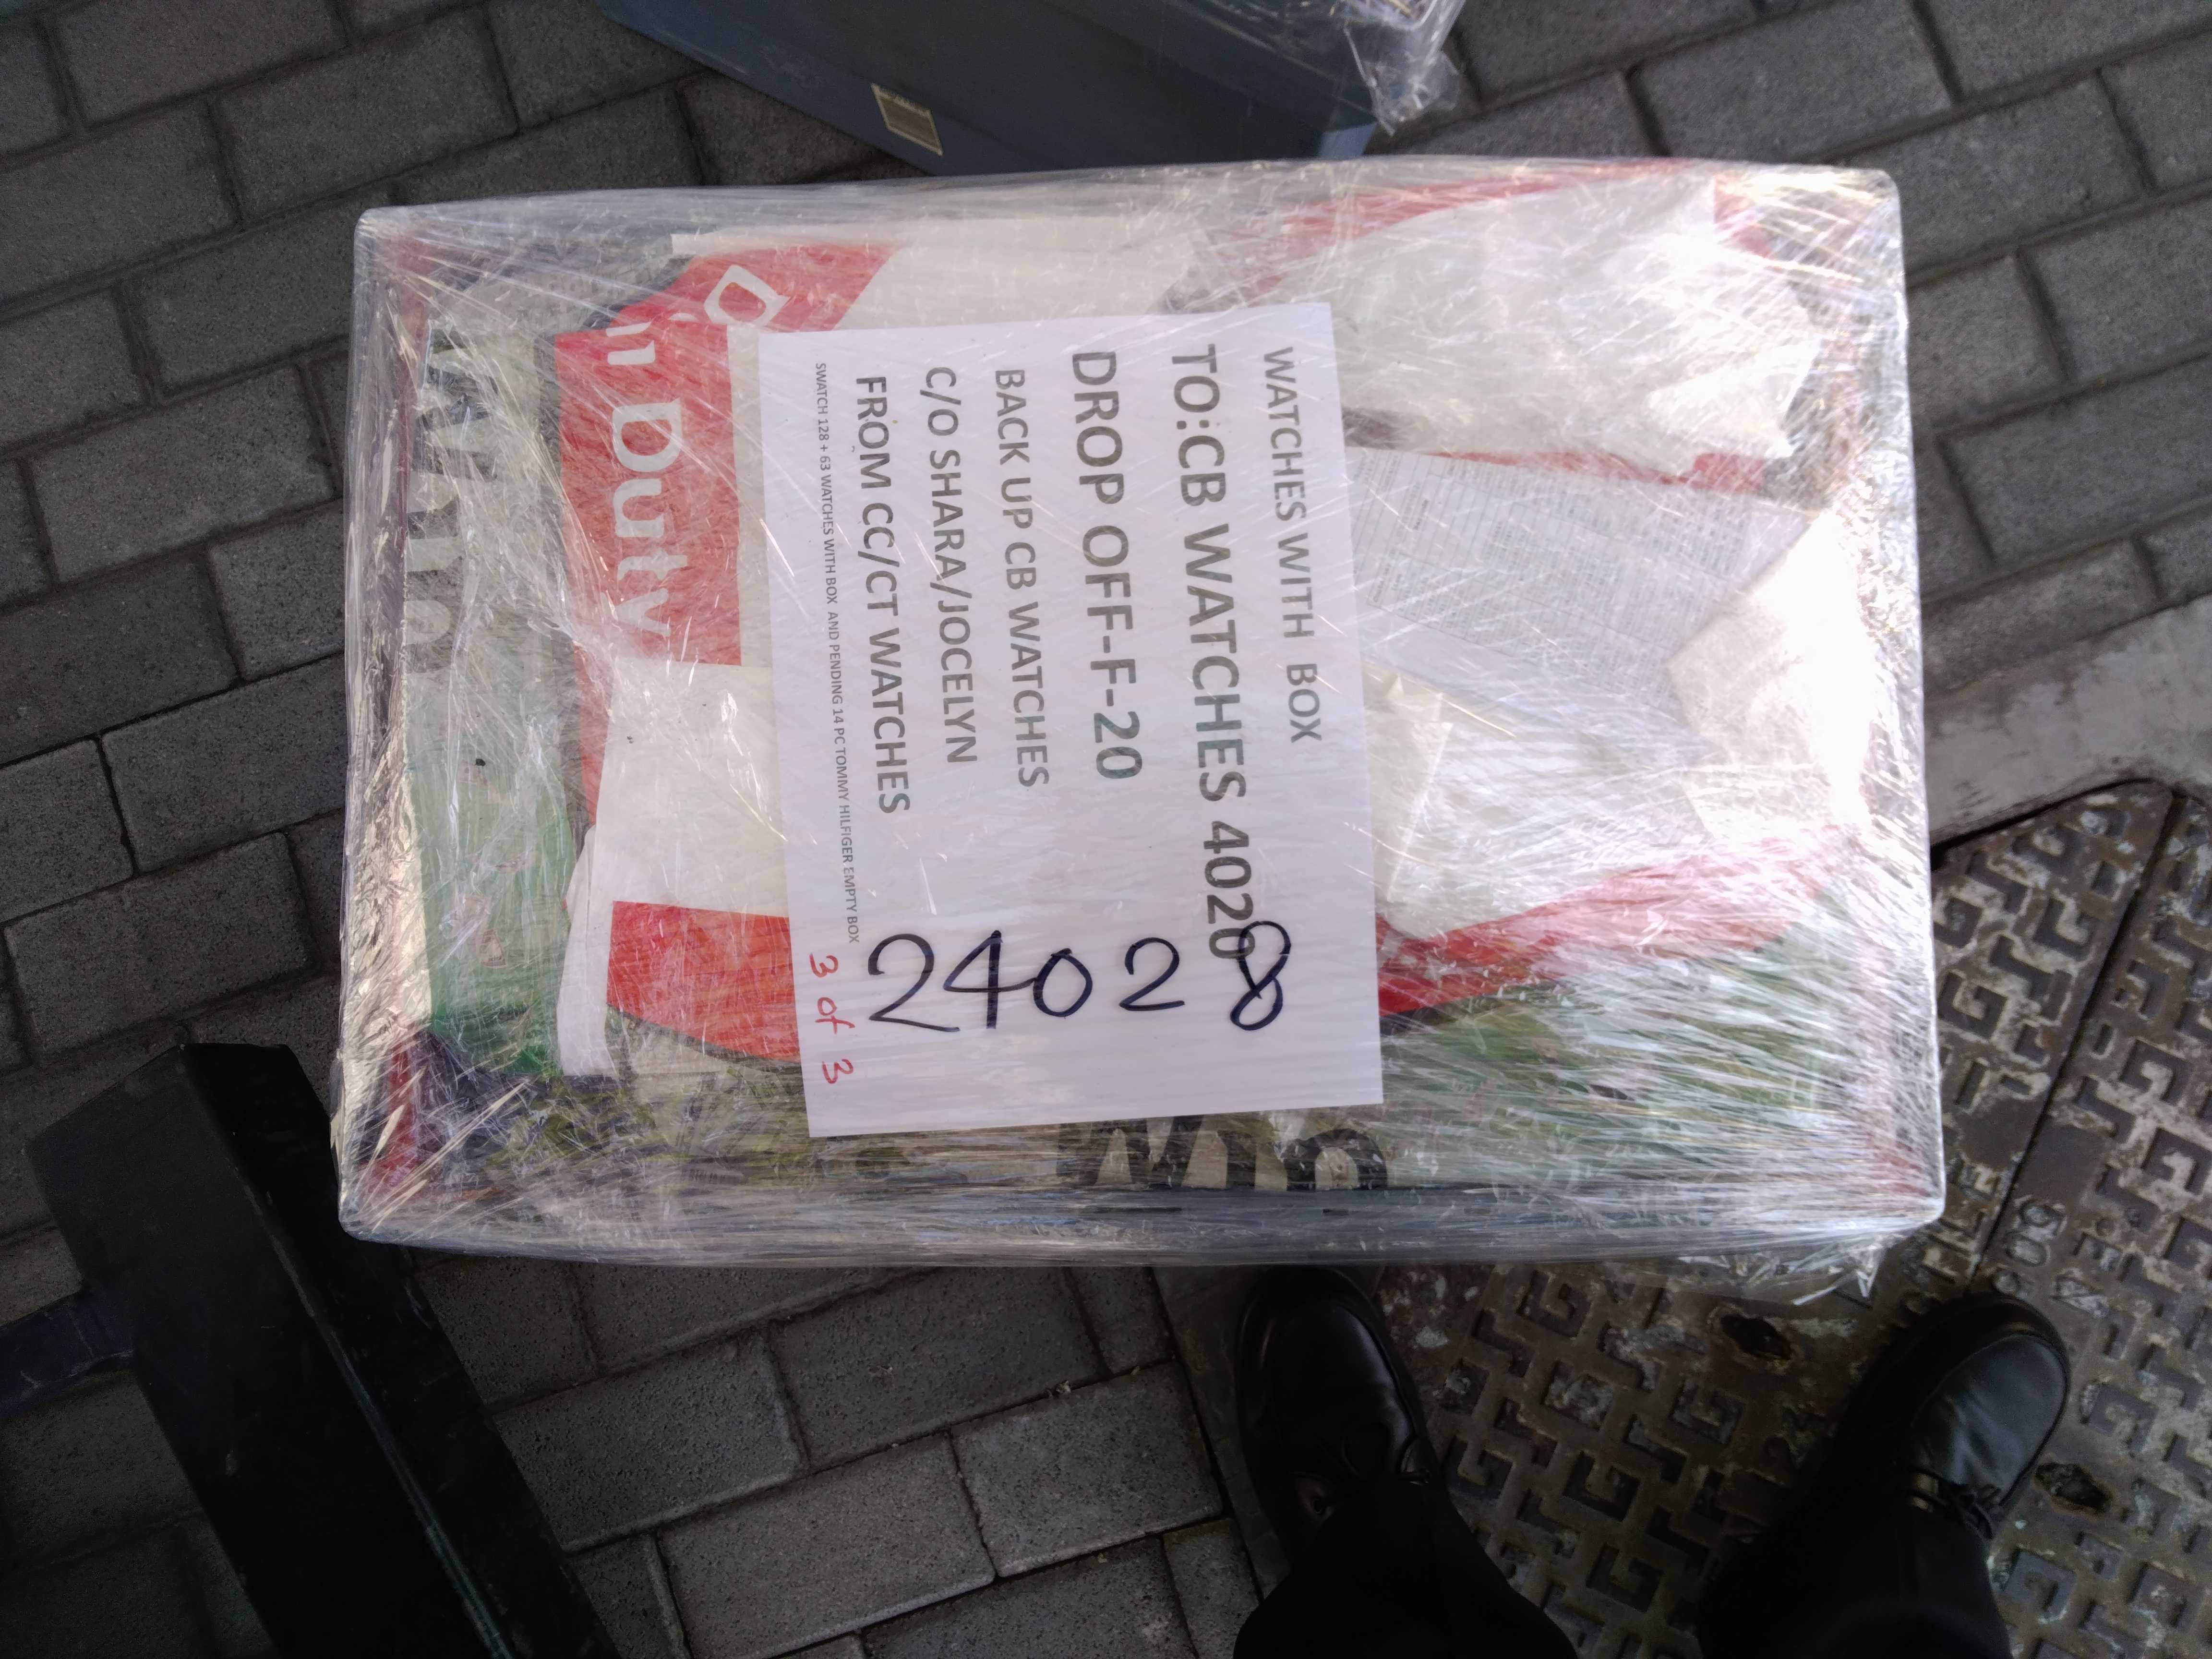 WATCHES WITH BOX
TO:CB WATCHES 4020
DROP OFF-F-20
BACK UP CB WATCHES
C/O SHARA/JOCELYN
FROM CC/CT WATCHES
SWATCH 128 + 63 WATCHES WITH BOX AND PENDING 14 PC TOMMY HILFIGER EMPTY BOX
24028
3 of 3
Duty